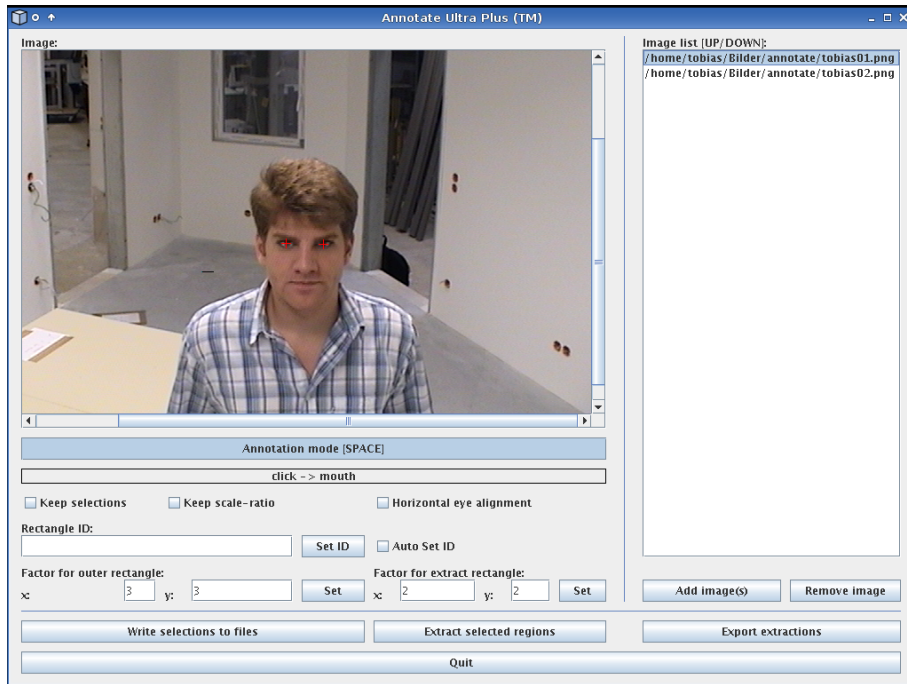 Annotate Ultra Plus (TM)
Image:
Image list [UP/DOWN]:
/home/tobias/Bilder/annotate/tobias01.png
/home/tobias/Bilder/annotate/tobias02.png
Annotation mode [SPACE]
click -> mouth
Keep selections
Keep scale-ratio
Horizontal eye alignment
Rectangle ID:
Set ID
Auto Set ID
Factor for outer rectangle:
x: 3 y: 3 Set
Factor for extract rectangle:
x: 2 y: 2 Set
Add image(s)
Remove image
Write selections to files
Extract selected regions
Export extractions
Quit